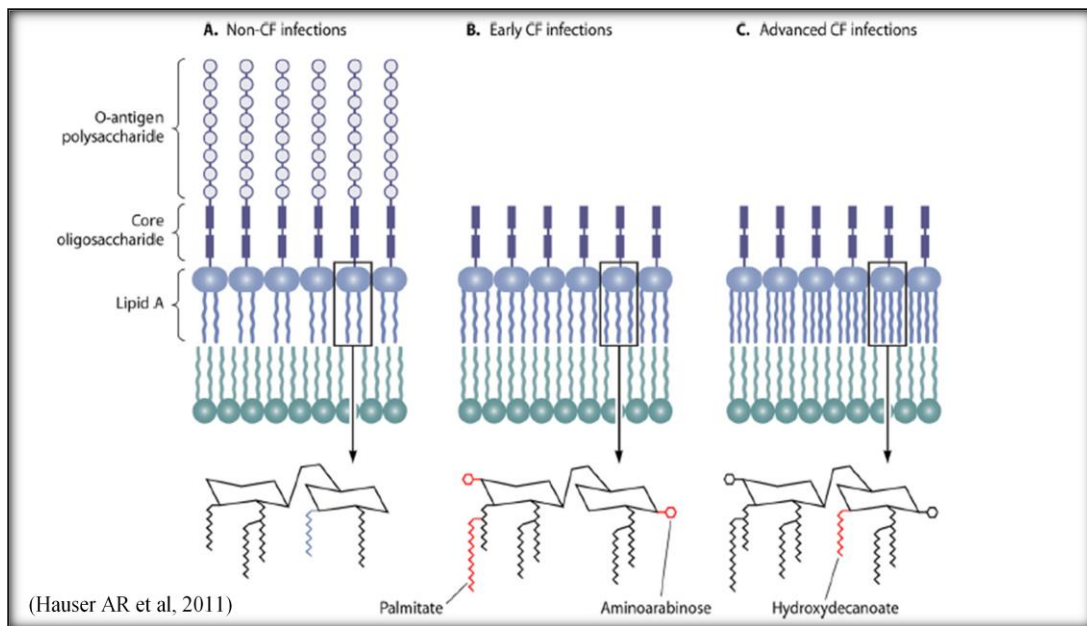 A. Non-CF infections
B. Early CF infections
C. Advanced CF infections
O-antigen
polysaccharide
Core
oligosaccharide
Lipid A
Palmitate
Aminoarabinose
Hydroxydecanoate
(Hauser AR et al, 2011)